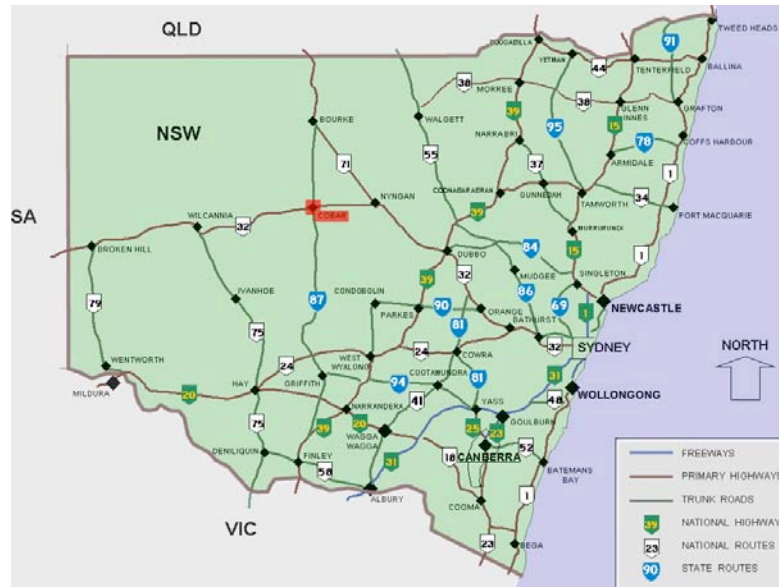 QLD
TWEED HEADS
91
BALLINA
TENTERFIELD
44
YETMAN
38
MORREE
38
GLENN
INNES
GRAFTON
39
95
15
78
COFFS HARBOUR
NSW
BOURKE
WALGETT
NARRABRI
ARMIDALE
71
55
37
1
COONABARABRAN
GUNNEDAH
TAMWORTH
34
NYNGAN
PORT MACQUARIE
SA
WILCANNIA
COBAR
32
39
MURRURUNDI
BROKEN HILL
DUBBO
84
15
1
32
MUDGEE
SINGLETON
39
86
69
1
NEWCASTLE
79
IVANHOE
87
CONDOBOLIN
PARKES
90
ORANGE
BATHURST
75
81
32
SYDNEY
NORTH
WENTWORTH
24
WEST
WYALONG
24
COWRA
31
MILDURA
20
HAY
GRIFFITH
94
COOTAMUNDRA
81
YASS
48
WOLLONGONG
NARRANDERA
41
GOULBURN
75
39
20
WAGGA
WAGGA
25
23
DENILIQUIN
FINLEY
58
31
18
CANBERRA
52
BATEMANS
BAY
ALBURY
COOMA
1
VIC
23
BEGA
FREEWAYS
PRIMARY HIGHWAYS
TRUNK ROADS
39
NATIONAL HIGHWAY
23
NATIONAL ROUTES
90
STATE ROUTES